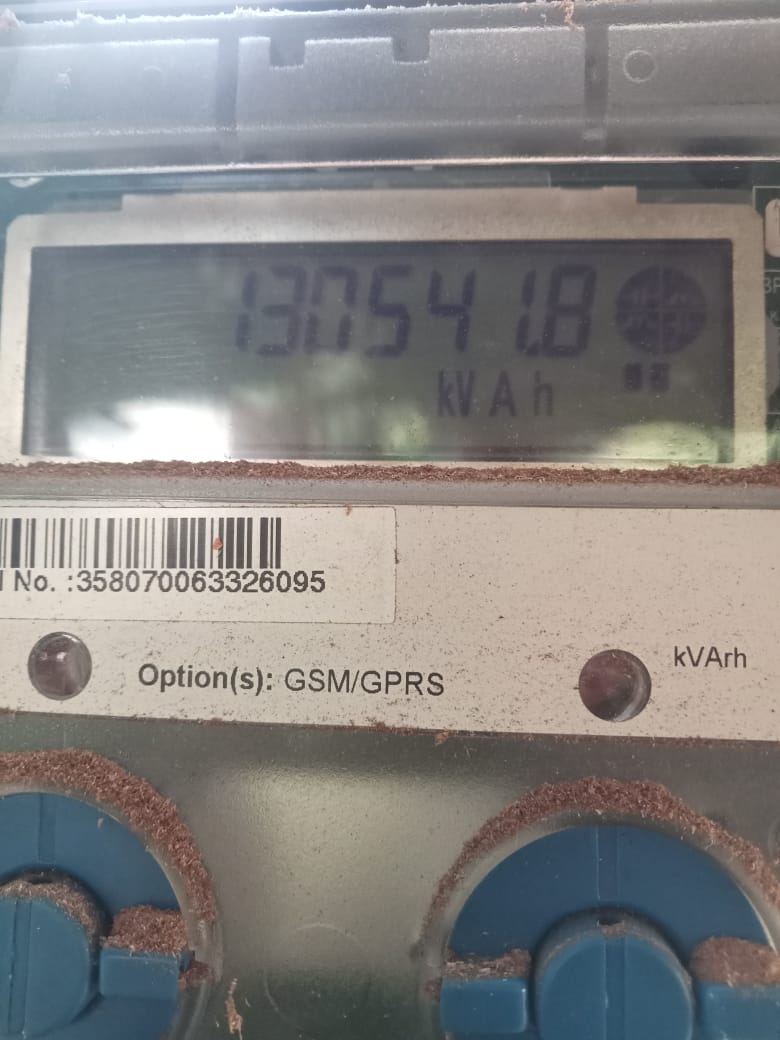 130541.8
kVAh
l No. :358070063326095
Option(s): GSM/GPRS
kVArh